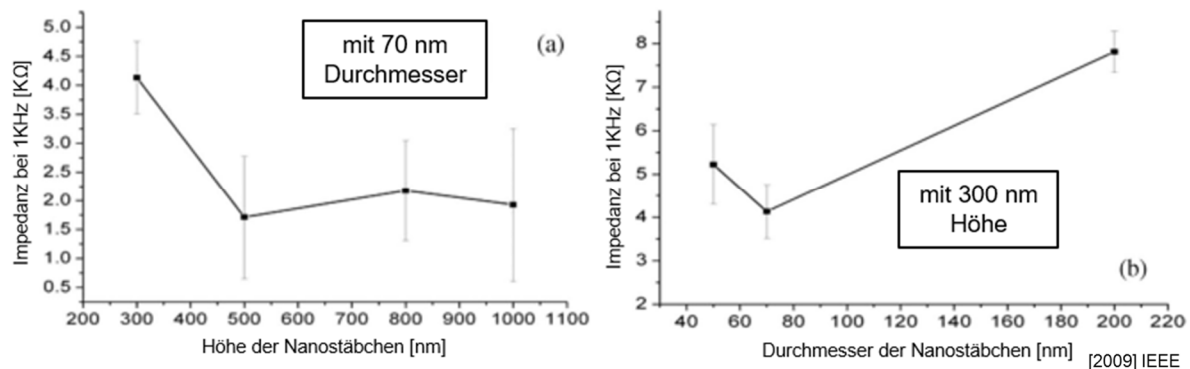 Impedanz bei 1KHz [KΩ]
5.0
4.5
4.0
3.5
3.0
2.5
2.0
1.5
1.0
0.5
mit 70 nm
Durchmesser
(a)
200 300 400 500 600 700 800 900 1000 1100
Höhe der Nanostäbchen [nm]
Impedanz bei 1KHz [KΩ]
8
7
6
5
4
3
2
mit 300 nm
Höhe
(b)
40 60 80 100 120 140 160 180 200 220
Durchmesser der Nanostäbchen [nm]
[2009] IEEE